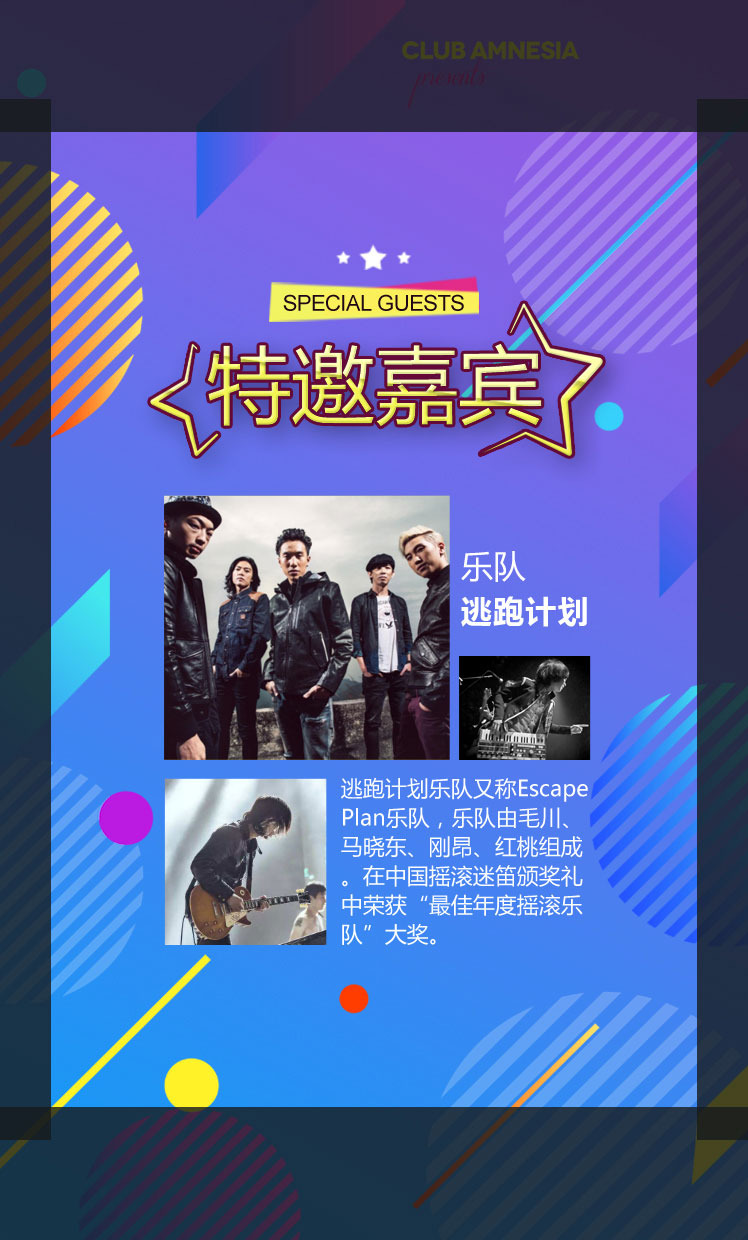 CLUB AMNESIA
presents
SPECIAL GUESTS
特邀嘉宾
乐队
逃跑计划
逃跑计划乐队又称Escape
Plan乐队，乐队由毛川、
马晓东、刚昂、红桃组成
。在中国摇滚迷笛颁奖礼
中荣获“最佳年度摇滚乐
队”大奖。